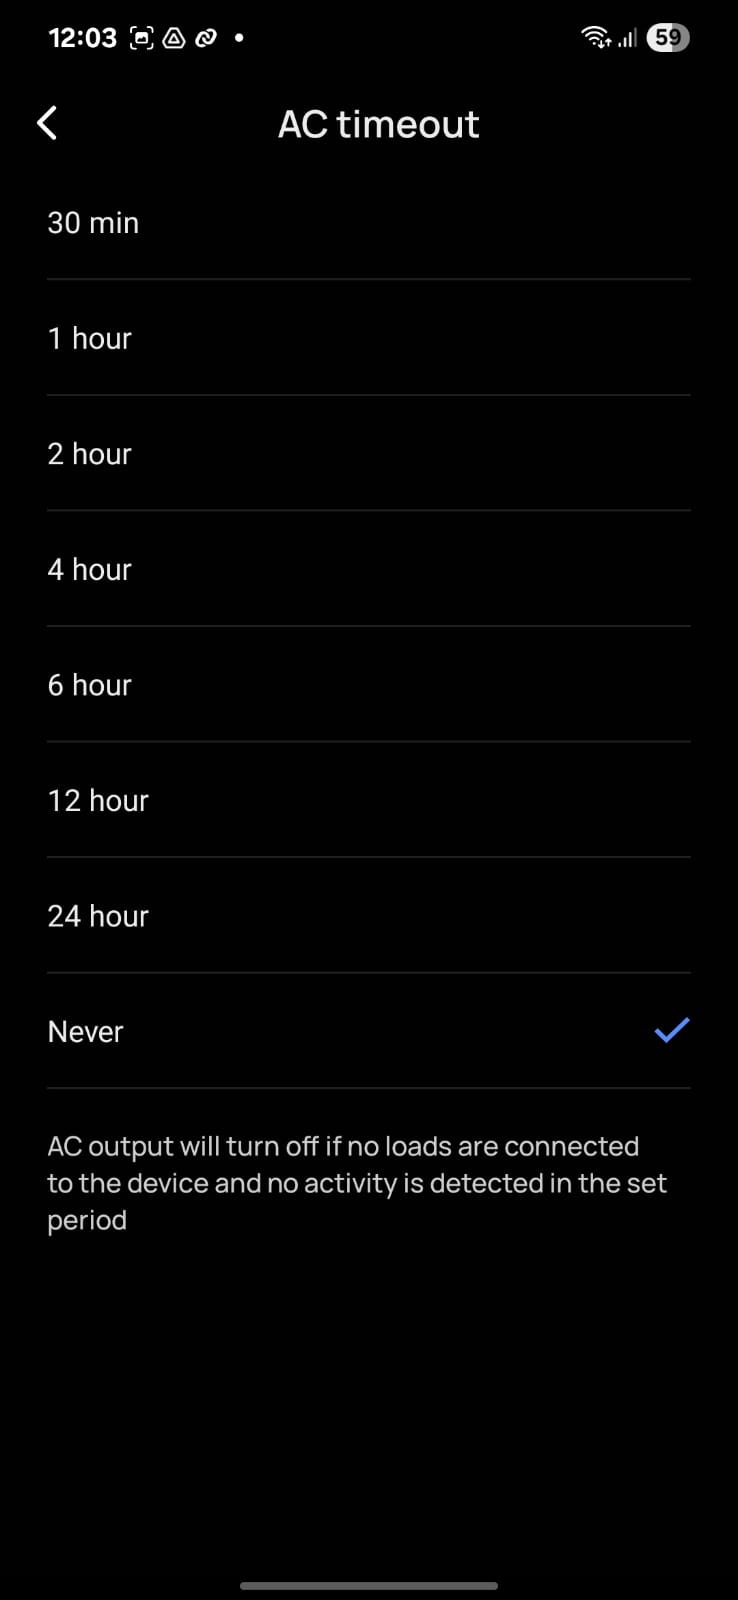 12:03
59
AC timeout
30 min
1 hour
2 hour
4 hour
6 hour
12 hour
24 hour
Never
AC output will turn off if no loads are connected
to the device and no activity is detected in the set
period